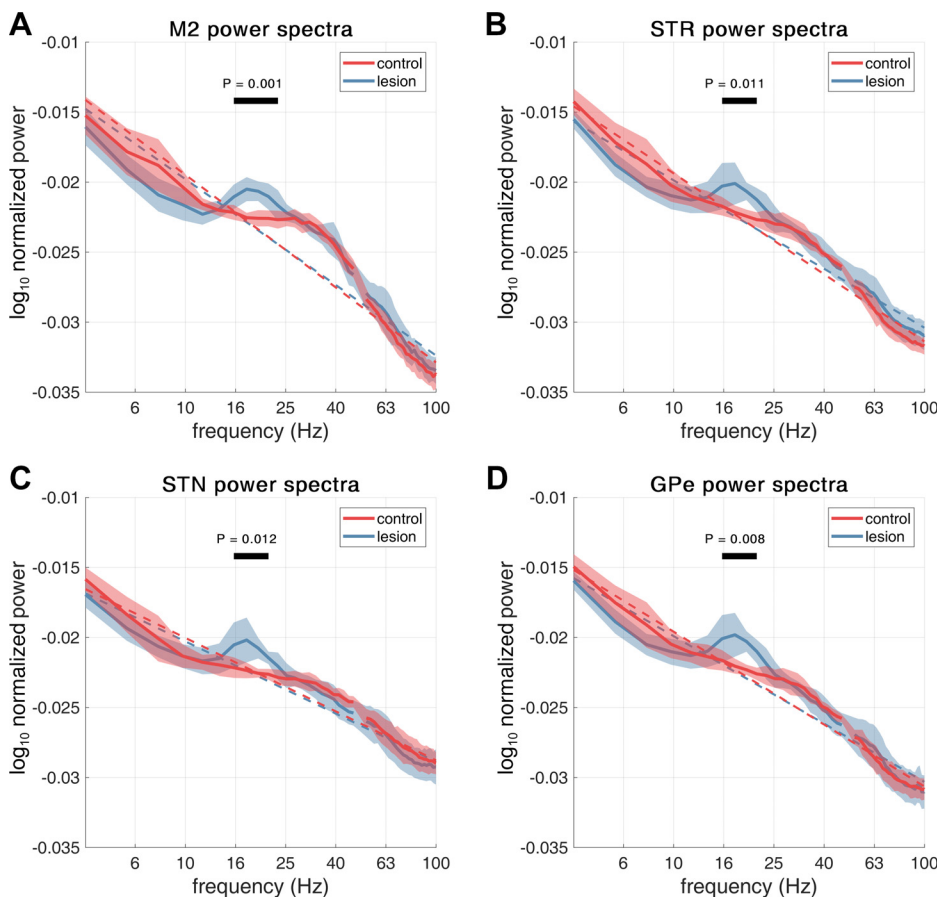 A
M2 power spectra
-0.01
-0.015
-0.02
-0.025
-0.03
-0.035
log₁₀ normalized power
P = 0.001
control
lesion
6 10 16 25 40 63 100
frequency (Hz)
B
STR power spectra
-0.01
-0.015
-0.02
-0.025
-0.03
-0.035
log₁₀ normalized power
P = 0.011
control
lesion
6 10 16 25 40 63 100
frequency (Hz)
C
STN power spectra
-0.01
-0.015
-0.02
-0.025
-0.03
-0.035
log₁₀ normalized power
P = 0.012
control
lesion
6 10 16 25 40 63 100
frequency (Hz)
D
GPe power spectra
-0.01
-0.015
-0.02
-0.025
-0.03
-0.035
log₁₀ normalized power
P = 0.008
control
lesion
6 10 16 25 40 63 100
frequency (Hz)